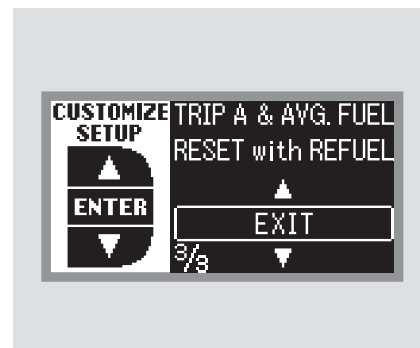 CUSTOMIZE
SETUP
ENTER
TRIP A & AVG. FUEL
RESET with REFUEL
EXIT
3/3